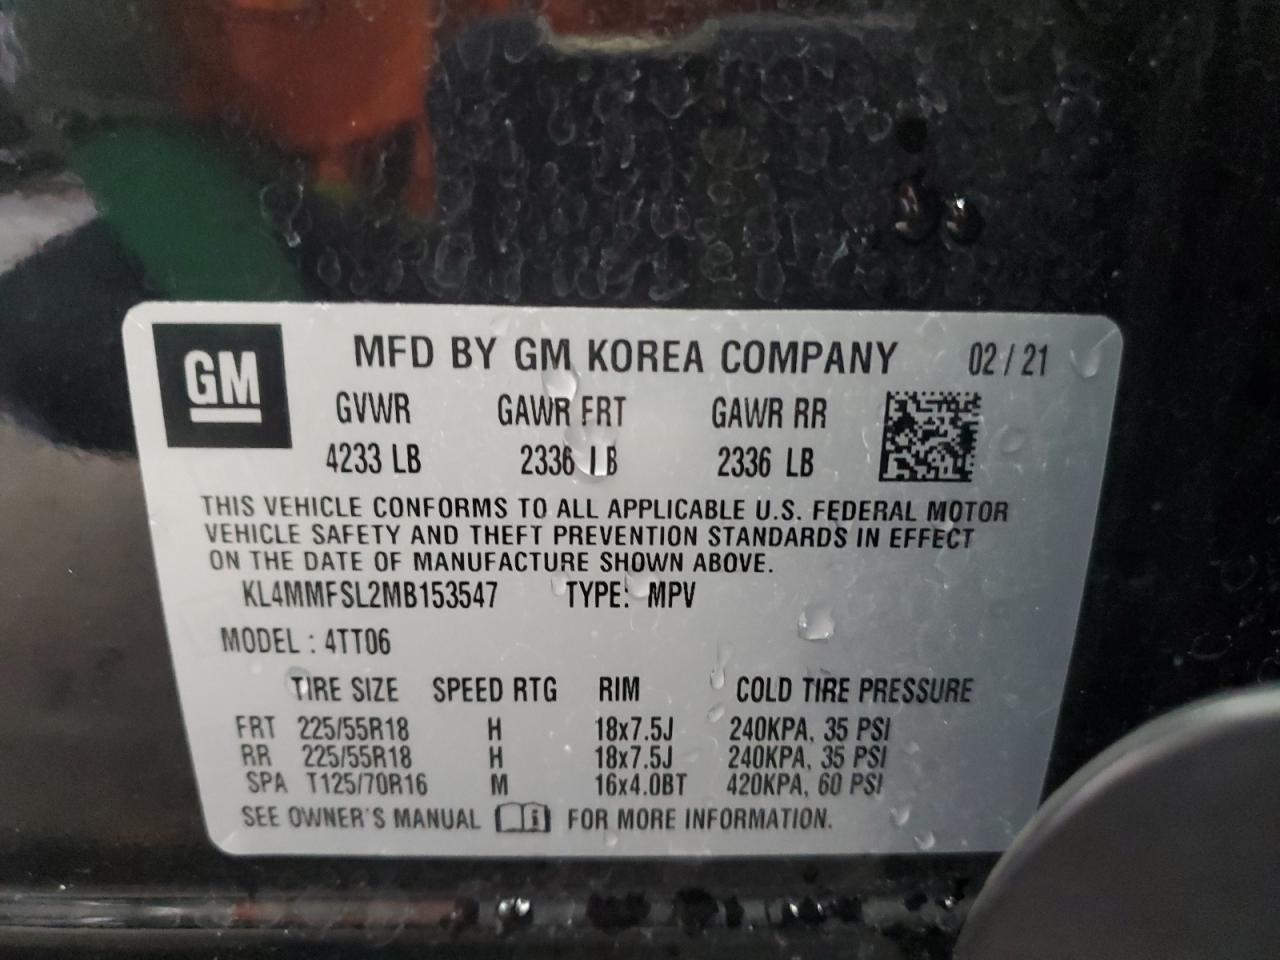 GM
MFD BY GM KOREA COMPANY 02 / 21
GVWR GAWR FRT GAWR RR
4233 LB 2336 LB 2336 LB
THIS VEHICLE CONFORMS TO ALL APPLICABLE U.S. FEDERAL MOTOR
VEHICLE SAFETY AND THEFT PREVENTION STANDARDS IN EFFECT
ON THE DATE OF MANUFACTURE SHOWN ABOVE.
KL4MMFSL2MB153547 TYPE: MPV
MODEL : 4TT06
TIRE SIZE SPEED RTG RIM COLD TIRE PRESSURE
FRT 225/55R18 H 18x7.5J 240KPA, 35 PSI
RR 225/55R18 H 18x7.5J 240KPA, 35 PSI
SPA T125/70R16 M 16x4.0BT 420KPA, 60 PSI
SEE OWNER'S MANUAL i FOR MORE INFORMATION.